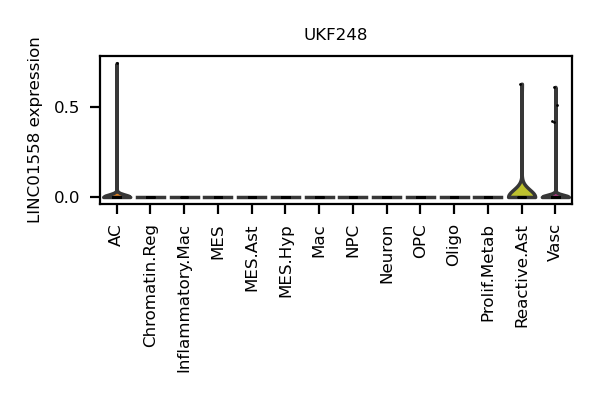 UKF248
LINC01558 expression
0.5
0.0
AC
Chromatin.Reg
Inflammatory.Mac
MES
MES.Ast
MES.Hyp
Mac
NPC
Neuron
OPC
Oligo
Prolif.Metab
Reactive.Ast
Vasc